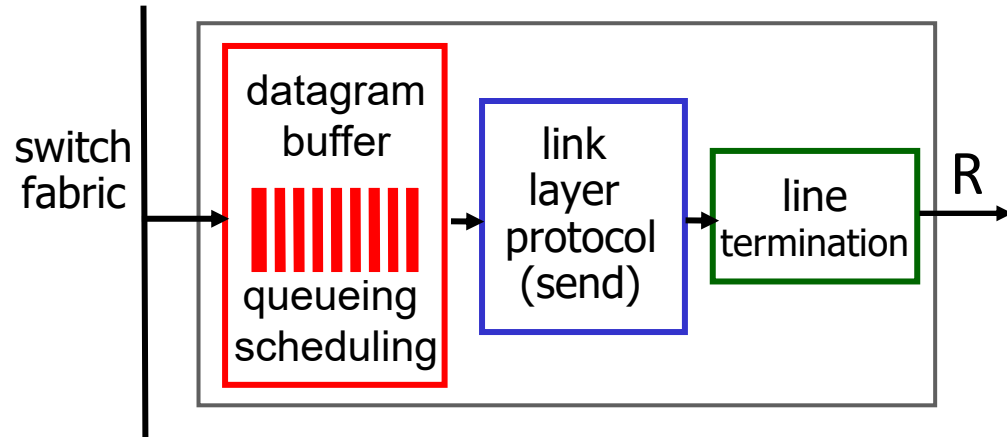 switch
fabric
datagram
buffer
queueing
scheduling
link
layer
protocol
(send)
line
termination
R